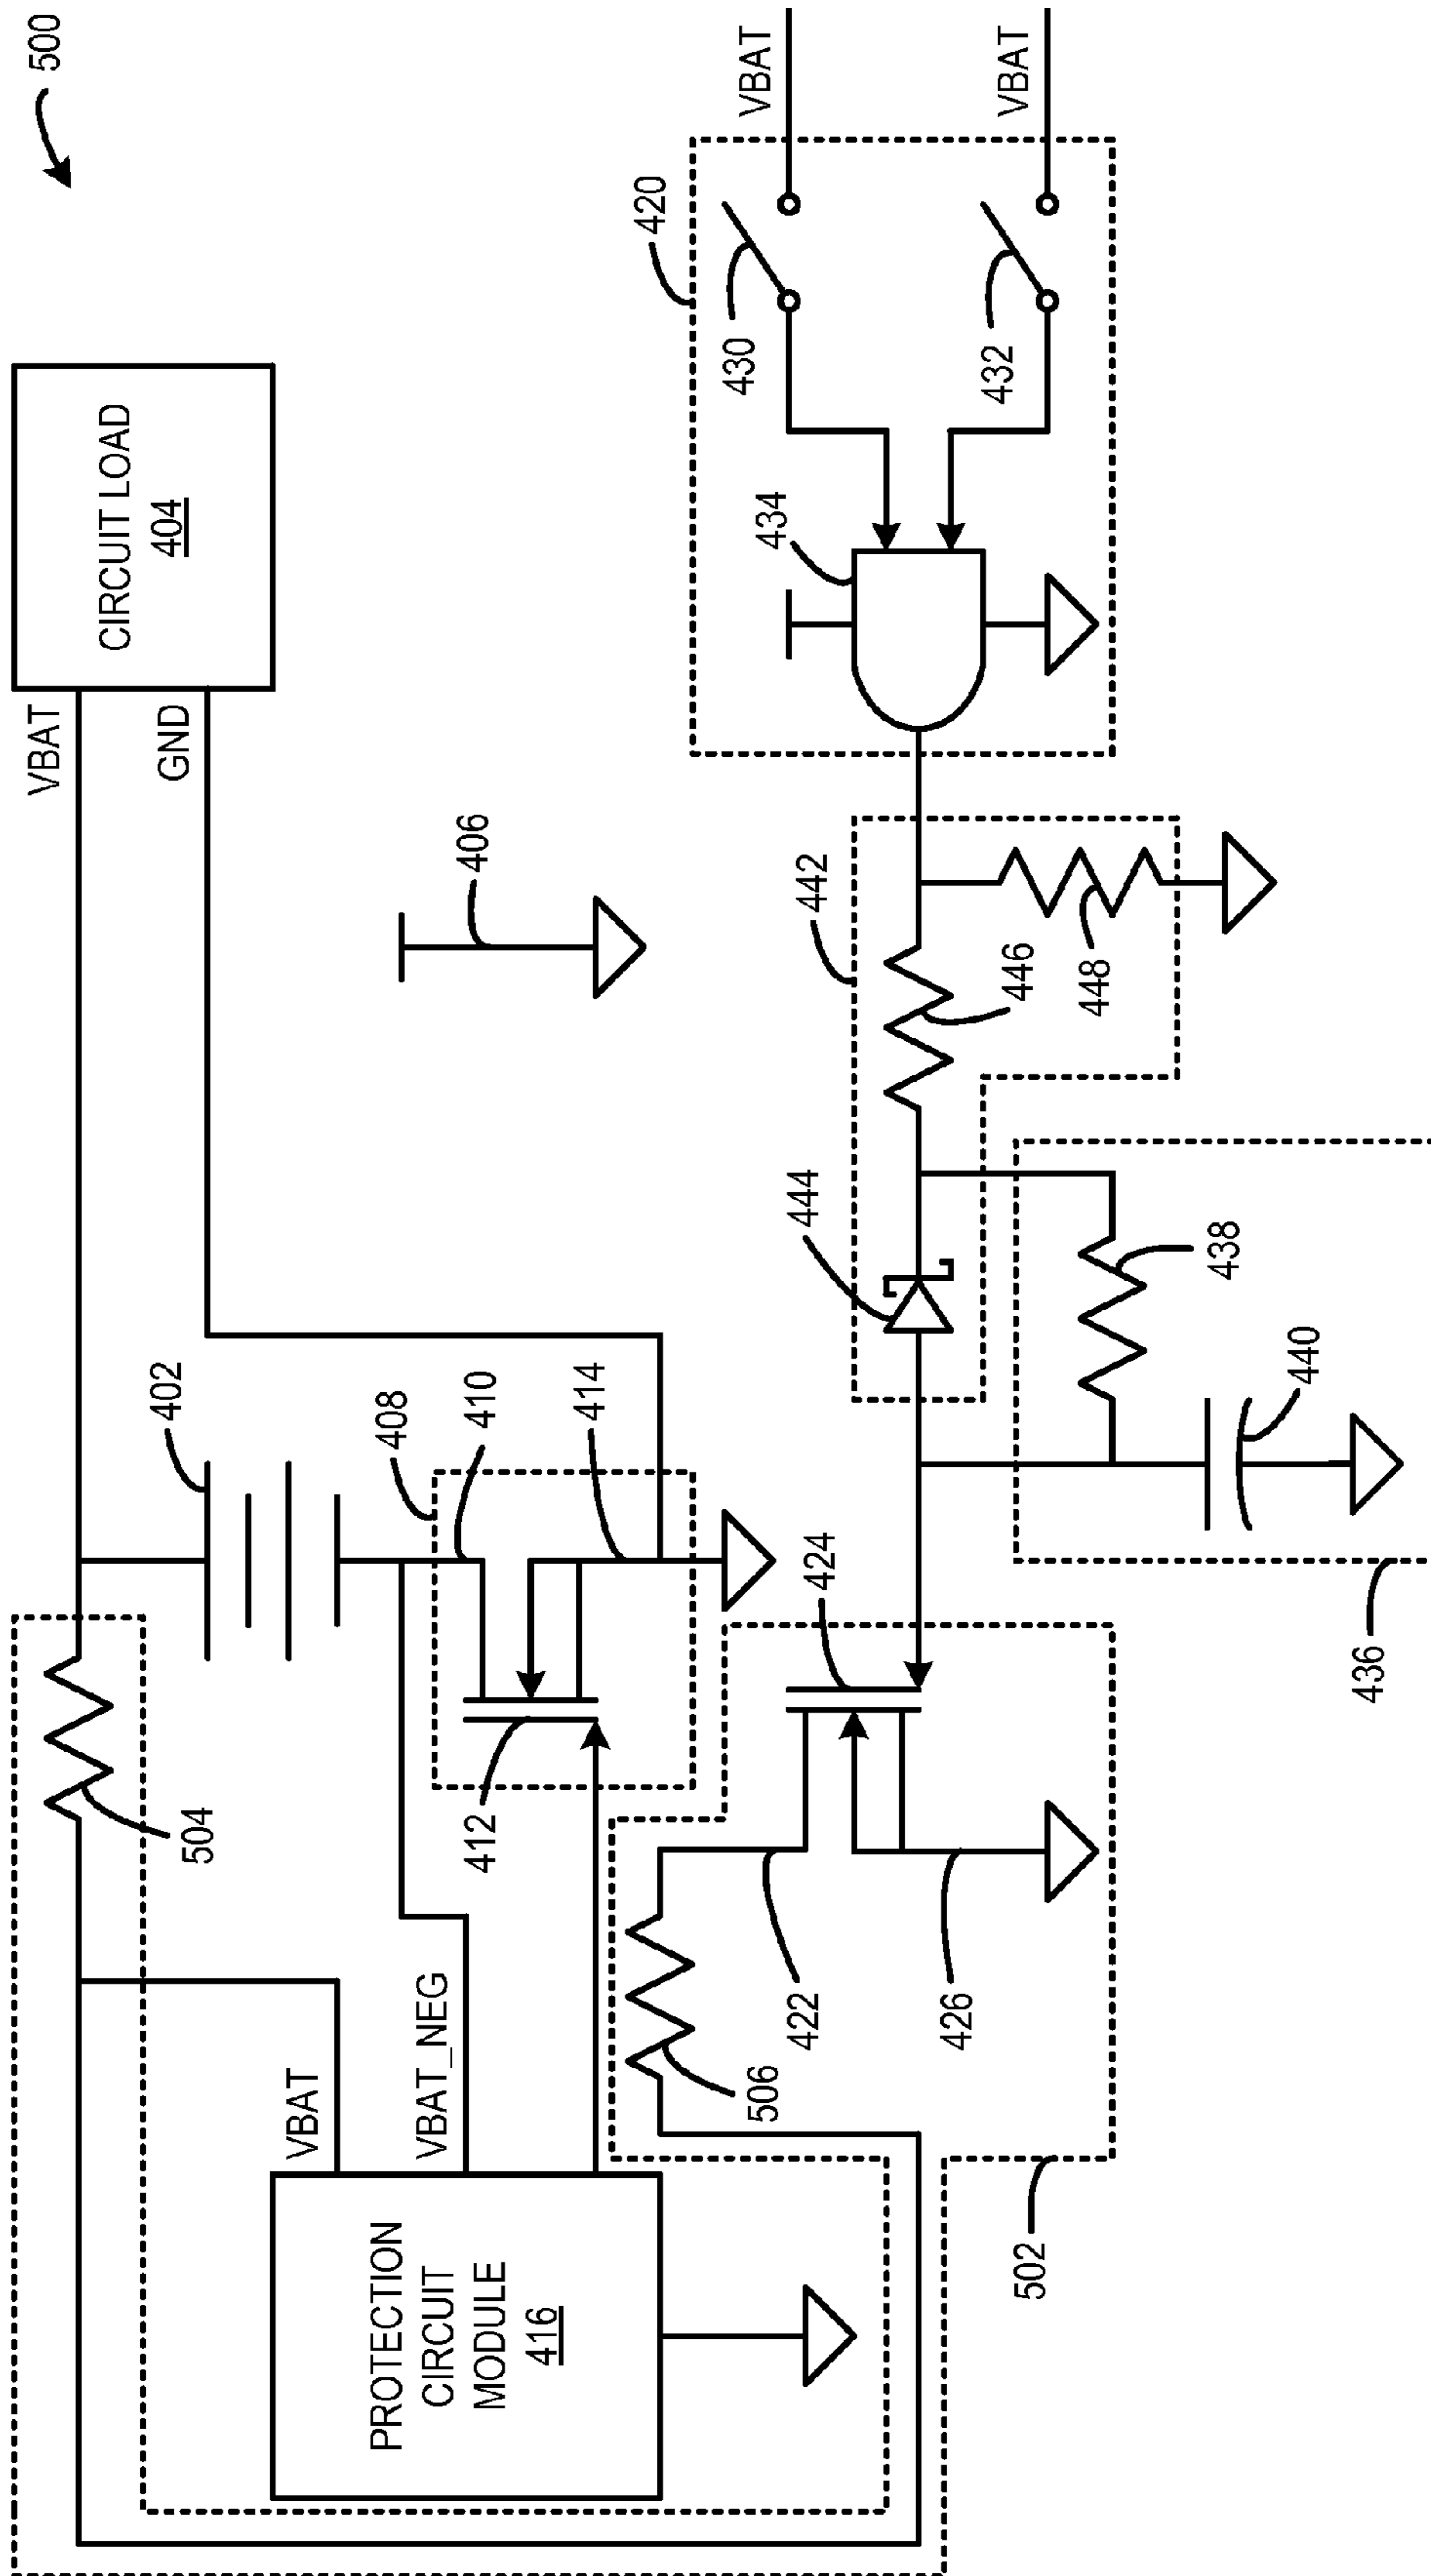 500
CIRCUIT LOAD
404
VBAT
GND
402
504
406
408
410
412
414
VBAT
VBAT_NEG
PROTECTION
CIRCUIT
MODULE
416
506
422
424
426
502
420
VBAT
VBAT
430
432
434
442
444
446
448
438
440
436